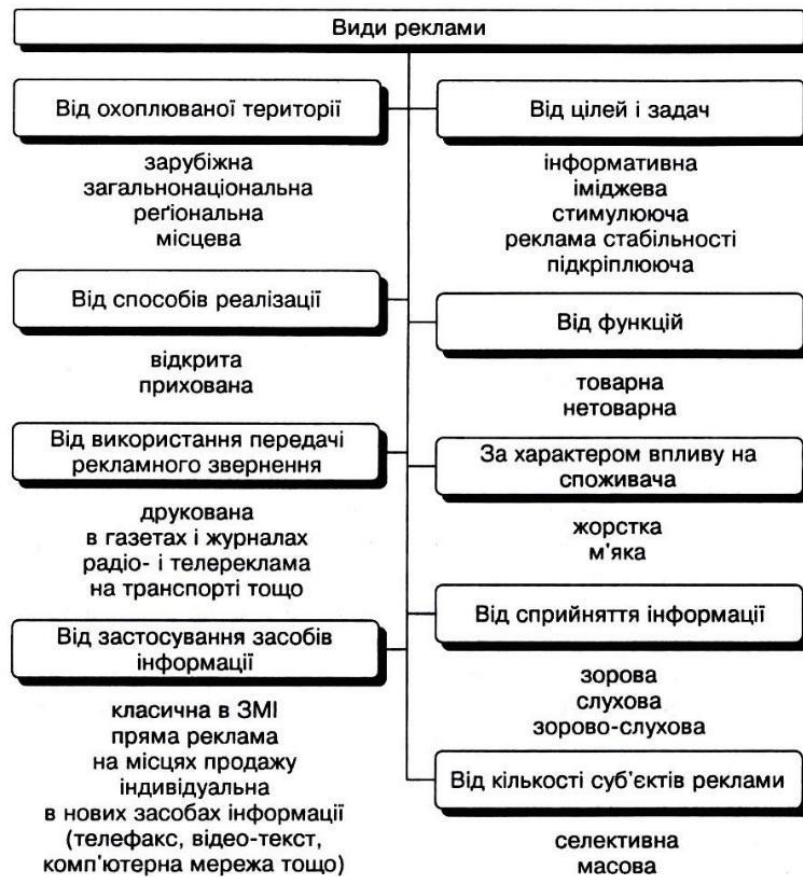 Види реклами
Від охоплюваної території
зарубіжна
загальнонаціональна
реґіональна
місцева
Від способів реалізації
відкрита
прихована
Від використання передачі
рекламного звернення
друкована
в газетах і журналах
радіо- і телереклама
на транспорті тощо
Від застосування засобів
інформації
класична в ЗМІ
пряма реклама
на місцях продажу
індивідуальна
в нових засобах інформації
(телефакс, відео-текст,
комп'ютерна мережа тощо)
Від цілей і задач
інформативна
іміджева
стимулююча
реклама стабільності
підкріплююча
Від функцій
товарна
нетоварна
За характером впливу на
споживача
жорстка
м'яка
Від сприйняття інформації
зорова
слухова
зорово-слухова
Від кількості суб'єктів реклами
селективна
масова